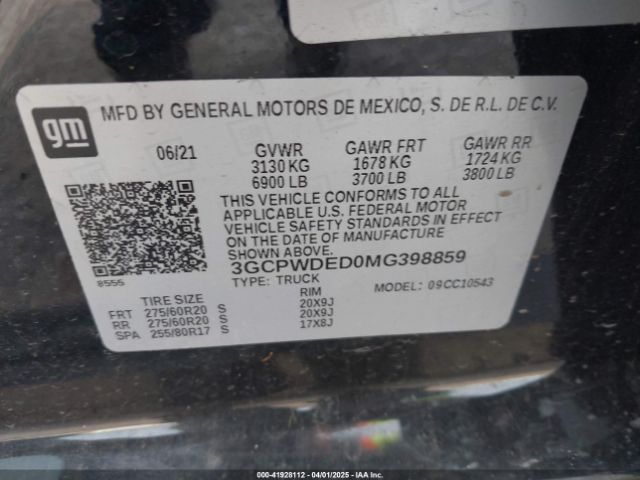 gm
MFD BY GENERAL MOTORS DE MEXICO, S. DE R.L. DE C.V.
06/21 GVWR GAWR FRT GAWR RR
3130 KG 1678 KG 1724 KG
6900 LB 3700 LB 3800 LB
THIS VEHICLE CONFORMS TO ALL
APPLICABLE U.S. FEDERAL MOTOR
VEHICLE SAFETY STANDARDS IN EFFECT
ON THE DATE OF MANUFACTURE
SHOWN ABOVE.
3GCPWDED0MG398859
8555
TYPE: TRUCK MODEL: 09CC10543
TIRE SIZE RIM
FRT 275/60R20 S 20X9J
RR 275/60R20 S 20X9J
SPA 255/80R17 S 17X8J
000-41928112 | 04/01/2025 | IAA, LLC.